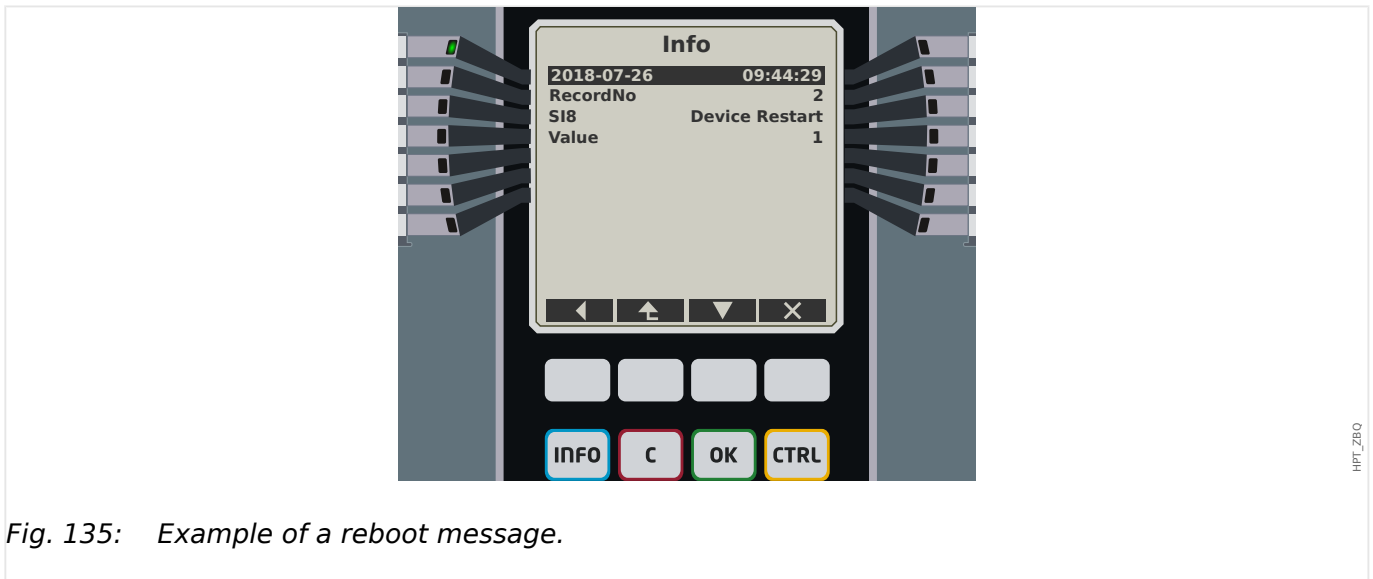 Info
2018-07-26 09:44:29
RecordNo 2
SI8 Device Restart
Value 1
INFO C OK CTRL
HPT_ZBQ
Fig. 135: Example of a reboot message.